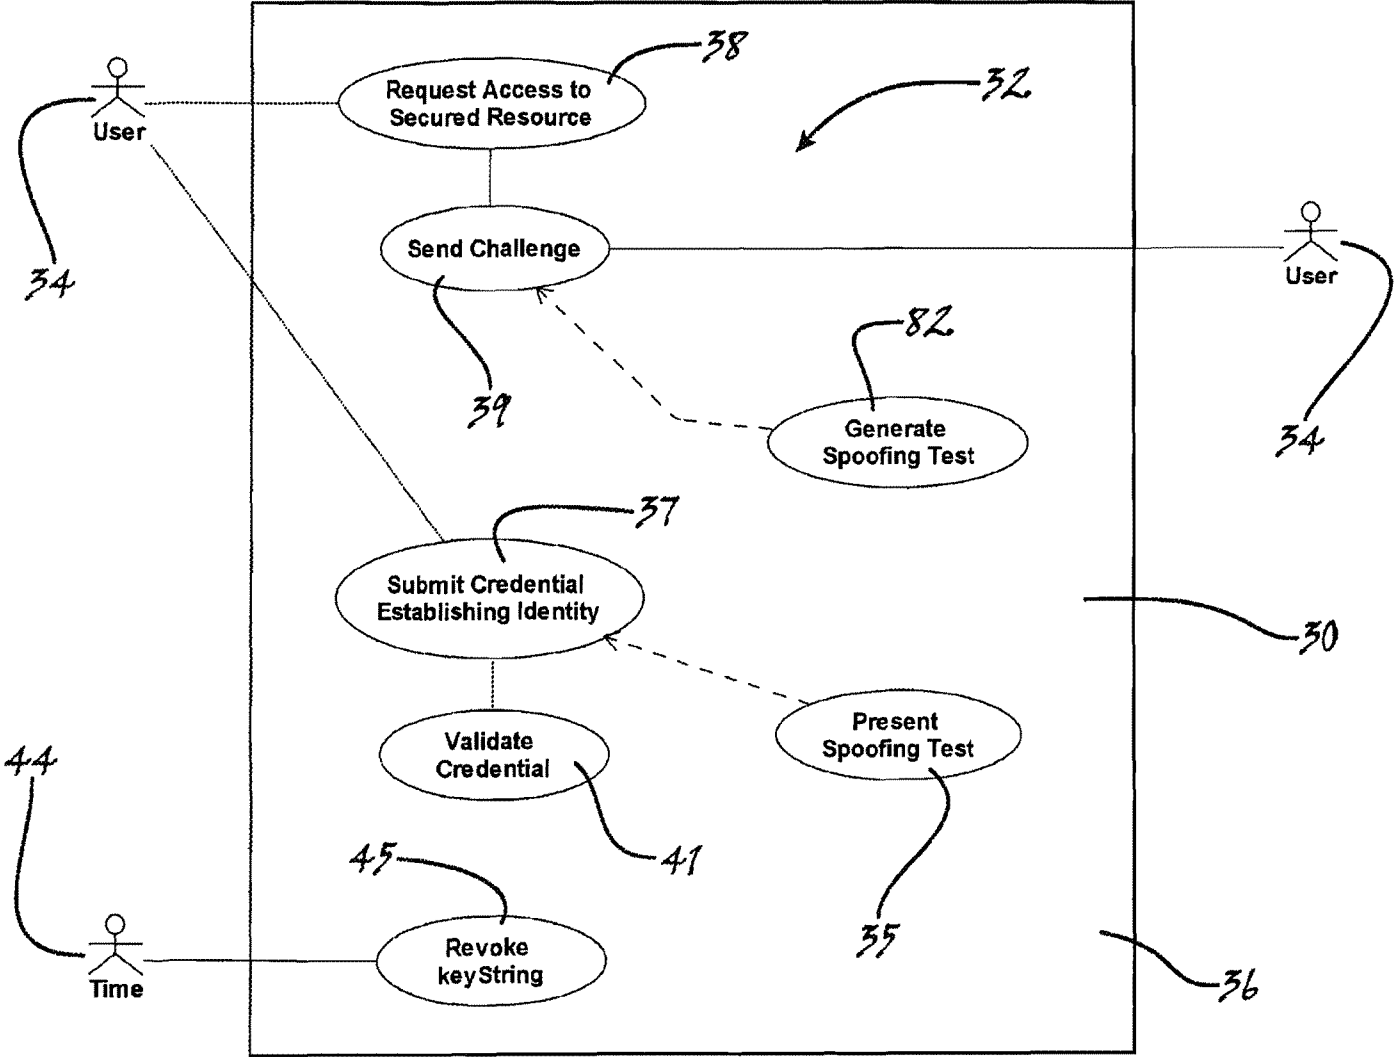 38
Request Access to
Secured Resource
32
User
Send Challenge
User
34
82
39
34
Generate
Spoofing Test
37
Submit Credential
Establishing Identity
30
Present
Spoofing Test
Validate
Credential
44
45
41
35
Revoke
keyString
Time
36